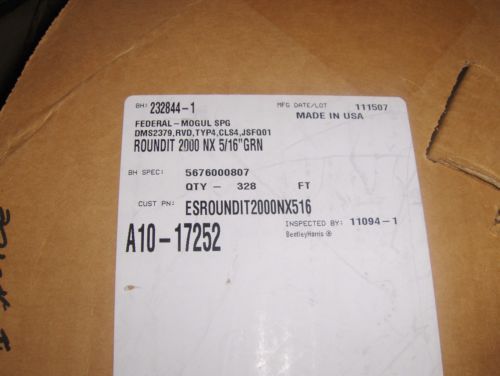 BH: 232844-1 MFG DATE/LOT 111507
MADE IN USA
FEDERAL-MOGUL SPG
DMS2379,RVD,TYP4,CLS4,JSFQ01
ROUNDIT 2000 NX 5/16"GRN
BH SPEC: 5676000807
QTY - 328 FT
CUST PN: ESROUNDIT2000NX516
INSPECTED BY: 11094-1
A10-17252
BentleyHarris ®